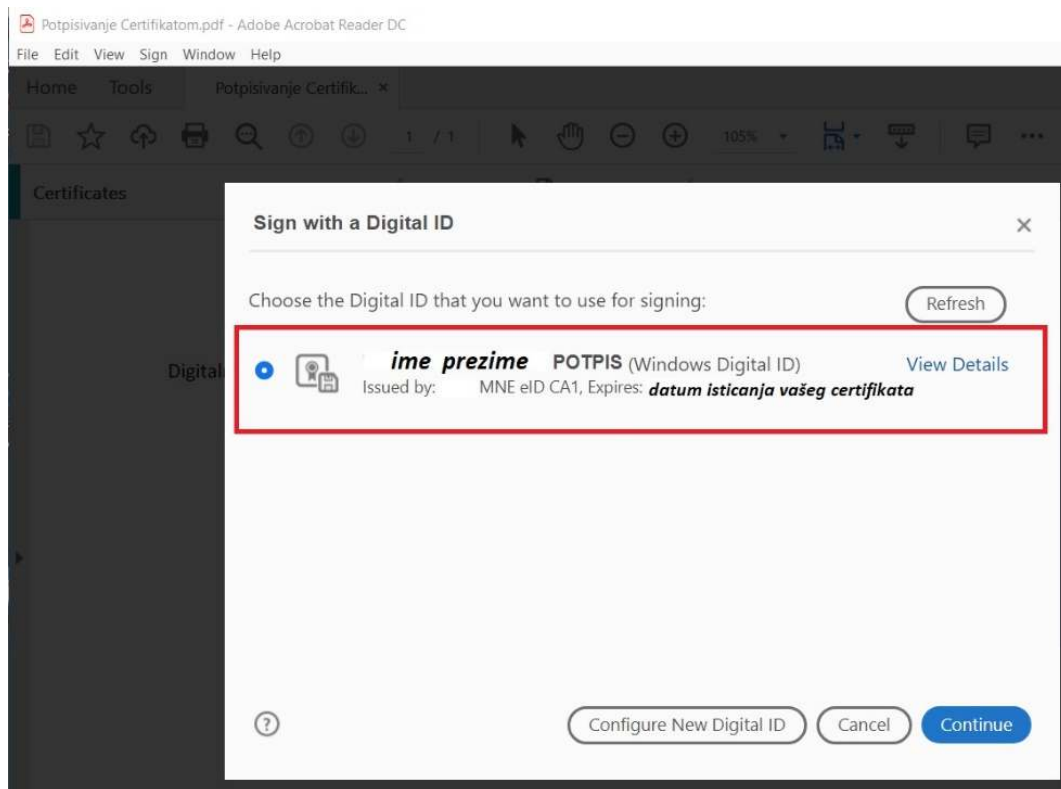 Potpisivanje Certifikatom.pdf - Adobe Acrobat Reader DC
File Edit View Sign Window Help
Home Tools Potpisivanje Certifik... ×
1 / 1 105%
Certificates
Sign with a Digital ID
Choose the Digital ID that you want to use for signing:
Refresh
Digital
ime prezime POTPIS (Windows Digital ID)
View Details
Issued by: MNE eID CA1, Expires: datum isticanja vašeg certifikata
Configure New Digital ID
Cancel
Continue